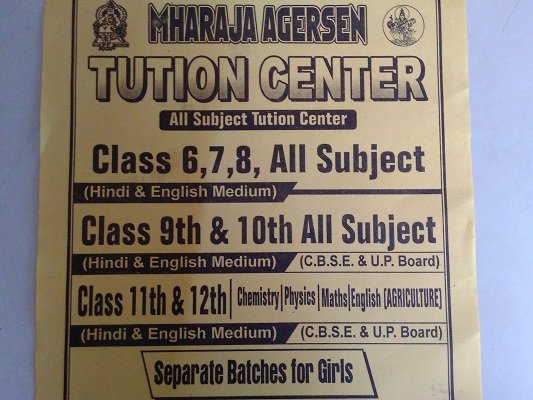 MHARAJA AGERSEN
TUTION CENTER
All Subject Tution Center
Class 6,7,8, All Subject
(Hindi & English Medium)
Class 9th & 10th All Subject
(Hindi & English Medium) (C.B.S.E. & U.P. Board)
Class 11th & 12th | Chemistry | Physics | Maths | English (AGRICULTURE)
(Hindi & English Medium) (C.B.S.E. & U.P. Board)
Separate Batches for Girls